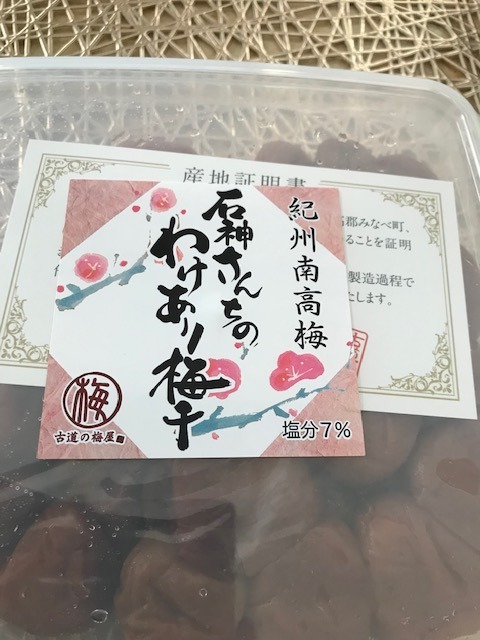 産地証明書
郡みなべ町、
ることを証明
製造過程で
たします。
紀州南高梅
石神さんちの
わけあり梅干
塩分7%
梅
古道の梅屋